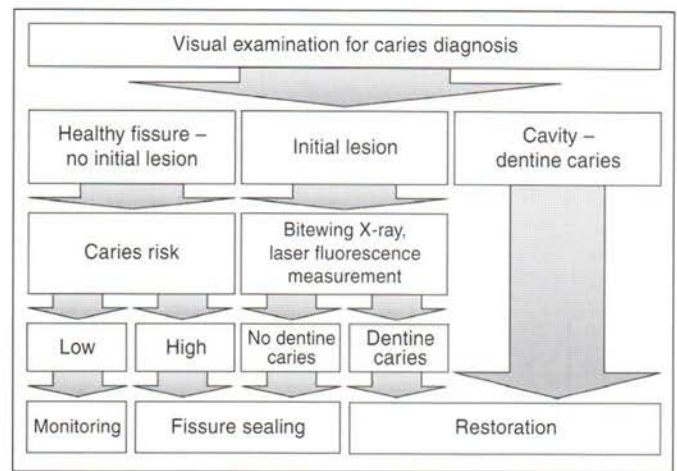 Visual examination for caries diagnosis
Healthy fissure –
no initial lesion
Initial lesion
Cavity –
dentine caries
Caries risk
Bitewing X-ray,
laser fluorescence
measurement
Low
High
No dentine
caries
Dentine
caries
Monitoring
Fissure sealing
Restoration